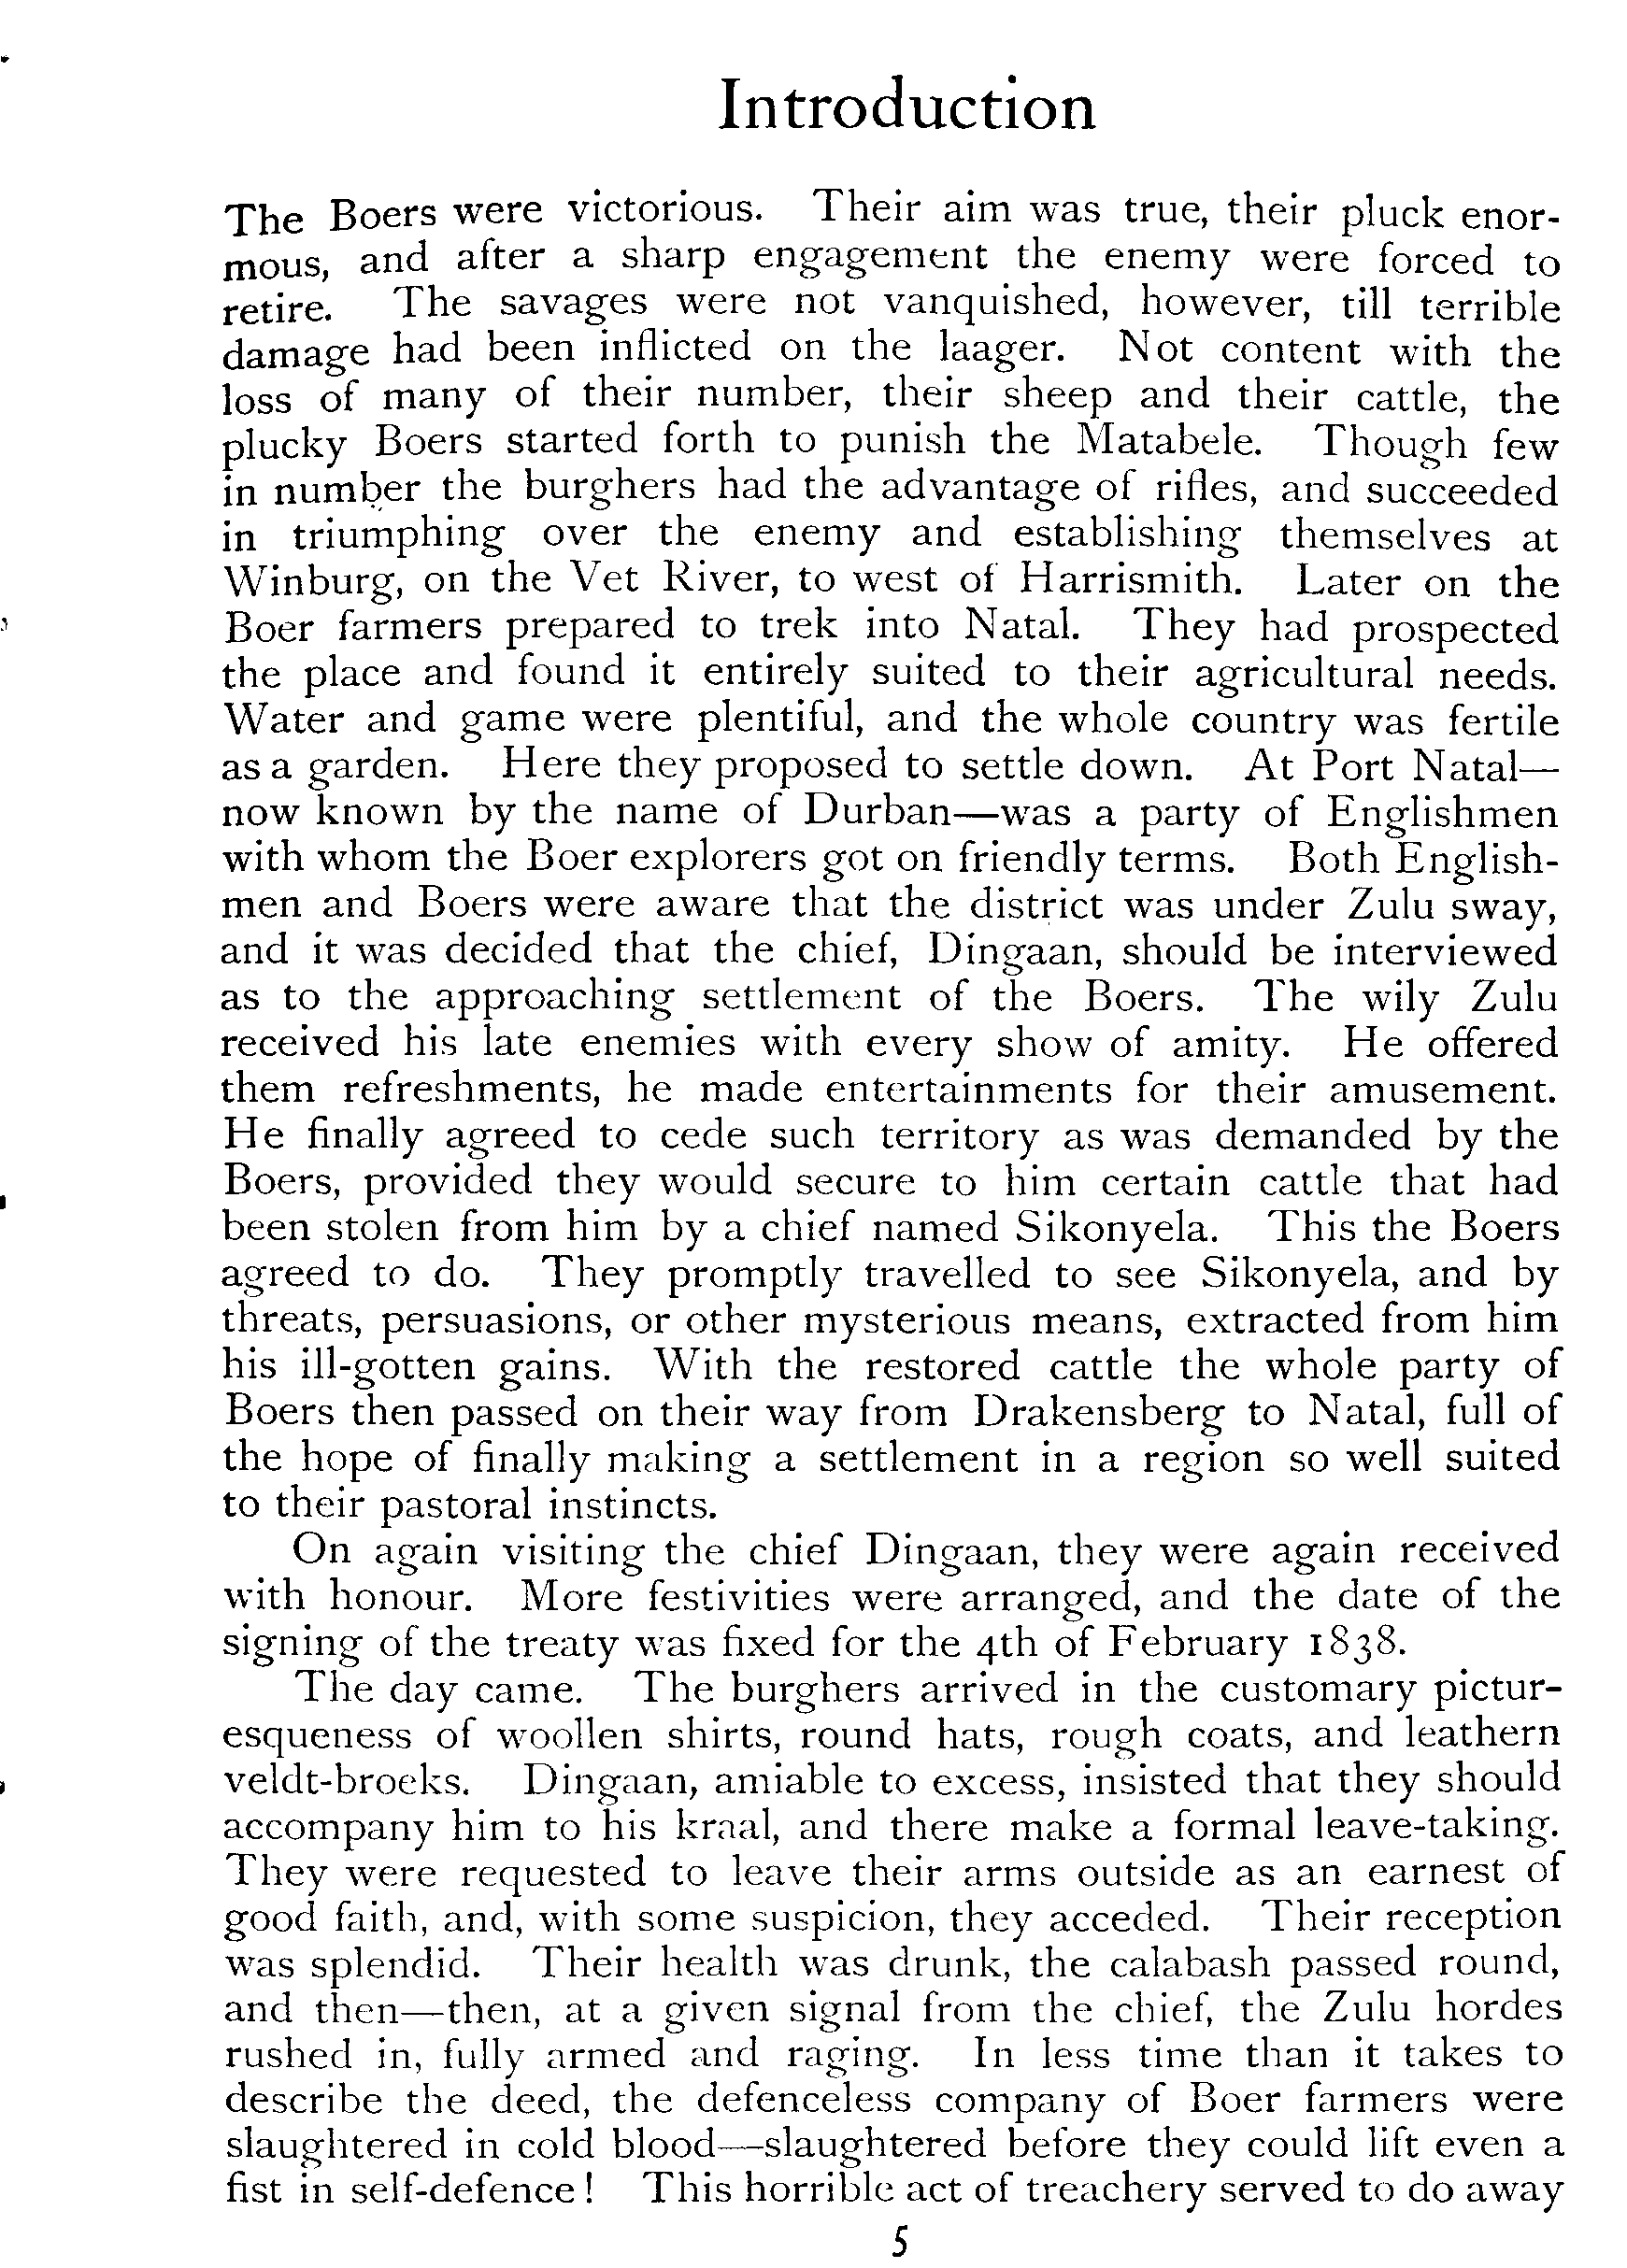 Introduction
The Boers were victorious. Their aim was true, their pluck enor-
mous, and after a sharp engagement the enemy were forced to
retire. The savages were not vanquished, however, till terrible
damage had been inflicted on the laager. Not content with the
loss of many of their number, their sheep and their cattle, the
plucky Boers started forth to punish the Matabele. Though few
in number the burghers had the advantage of rifles, and succeeded
in triumphing over the enemy and establishing themselves at
Winburg, on the Vet River, to west of Harrismith. Later on the
Boer farmers prepared to trek into Natal. They had prospected
the place and found it entirely suited to their agricultural needs.
Water and game were plentiful, and the whole country was fertile
as a garden. Here they proposed to settle down. At Port Natal—
now known by the name of Durban—was a party of Englishmen
with whom the Boer explorers got on friendly terms. Both English-
men and Boers were aware that the district was under Zulu sway,
and it was decided that the chief, Dingaan, should be interviewed
as to the approaching settlement of the Boers. The wily Zulu
received his late enemies with every show of amity. He offered
them refreshments, he made entertainments for their amusement.
He finally agreed to cede such territory as was demanded by the
Boers, provided they would secure to him certain cattle that had
been stolen from him by a chief named Sikonyela. This the Boers
agreed to do. They promptly travelled to see Sikonyela, and by
threats, persuasions, or other mysterious means, extracted from him
his ill-gotten gains. With the restored cattle the whole party of
Boers then passed on their way from Drakensberg to Natal, full of
the hope of finally making a settlement in a region so well suited
to their pastoral instincts.
On again visiting the chief Dingaan, they were again received
with honour. More festivities were arranged, and the date of the
signing of the treaty was fixed for the 4th of February 1838.
The day came. The burghers arrived in the customary pictur-
esqueness of woollen shirts, round hats, rough coats, and leathern
veldt-broeks. Dingaan, amiable to excess, insisted that they should
accompany him to his kraal, and there make a formal leave-taking.
They were requested to leave their arms outside as an earnest of
good faith, and, with some suspicion, they acceded. Their reception
was splendid. Their health was drunk, the calabash passed round,
and then—then, at a given signal from the chief, the Zulu hordes
rushed in, fully armed and raging. In less time than it takes to
describe the deed, the defenceless company of Boer farmers were
slaughtered in cold blood—slaughtered before they could lift even a
fist in self-defence! This horrible act of treachery served to do away
5